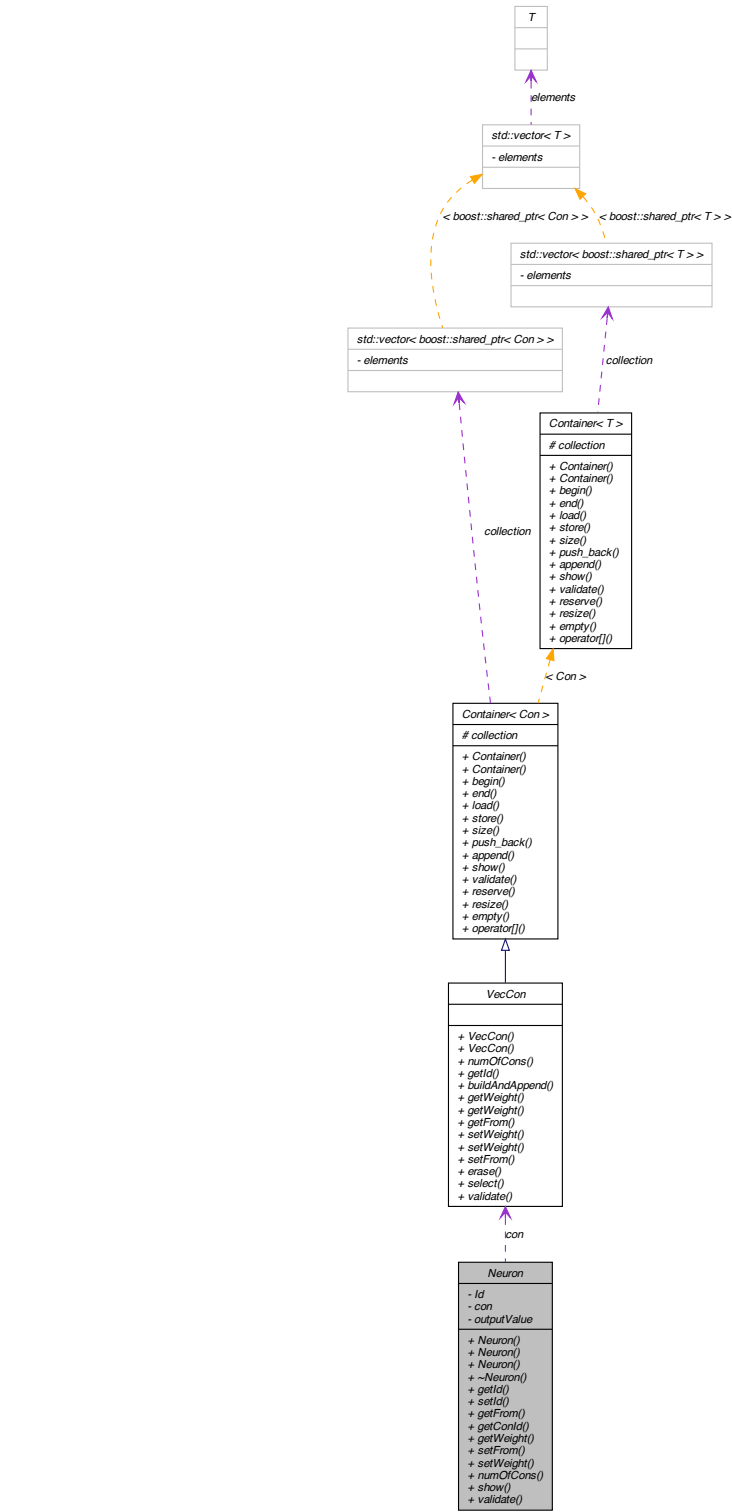 T
elements
std::vector< T >
- elements
< boost::shared_ptr< Con > >
< boost::shared_ptr< T > >
std::vector< boost::shared_ptr< T > >
- elements
std::vector< boost::shared_ptr< Con > >
- elements
collection
Container< T >
# collection
+ Container()
+ Container()
+ begin()
+ end()
+ load()
+ store()
+ size()
+ push_back()
+ append()
+ show()
+ validate()
+ reserve()
+ resize()
+ empty()
+ operator[]()
collection
< Con >
Container< Con >
# collection
+ Container()
+ Container()
+ begin()
+ end()
+ load()
+ store()
+ size()
+ push_back()
+ append()
+ show()
+ validate()
+ reserve()
+ resize()
+ empty()
+ operator[]()
VecCon
+ VecCon()
+ VecCon()
+ numOfCons()
+ getId()
+ buildAndAppend()
+ getWeight()
+ getWeight()
+ getFrom()
+ setWeight()
+ setWeight()
+ setFrom()
+ erase()
+ select()
+ validate()
con
Neuron
- Id
- con
- outputValue
+ Neuron()
+ Neuron()
+ Neuron()
+ ~Neuron()
+ getId()
+ setId()
+ getFrom()
+ getConId()
+ getWeight()
+ setFrom()
+ setWeight()
+ numOfCons()
+ show()
+ validate()